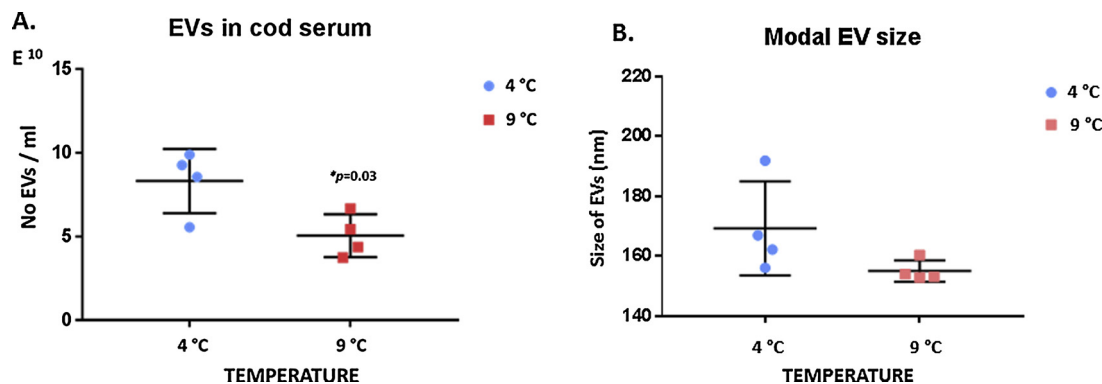 A.
EVs in cod serum
E 10
15
10
5
0
No EVs / ml
4 °C
9 °C
#p=0.03
4 °C
9 °C
TEMPERATURE
B.
Modal EV size
220
200
180
160
140
Size of EVs (nm)
4 °C
9 °C
4 °C
9 °C
TEMPERATURE